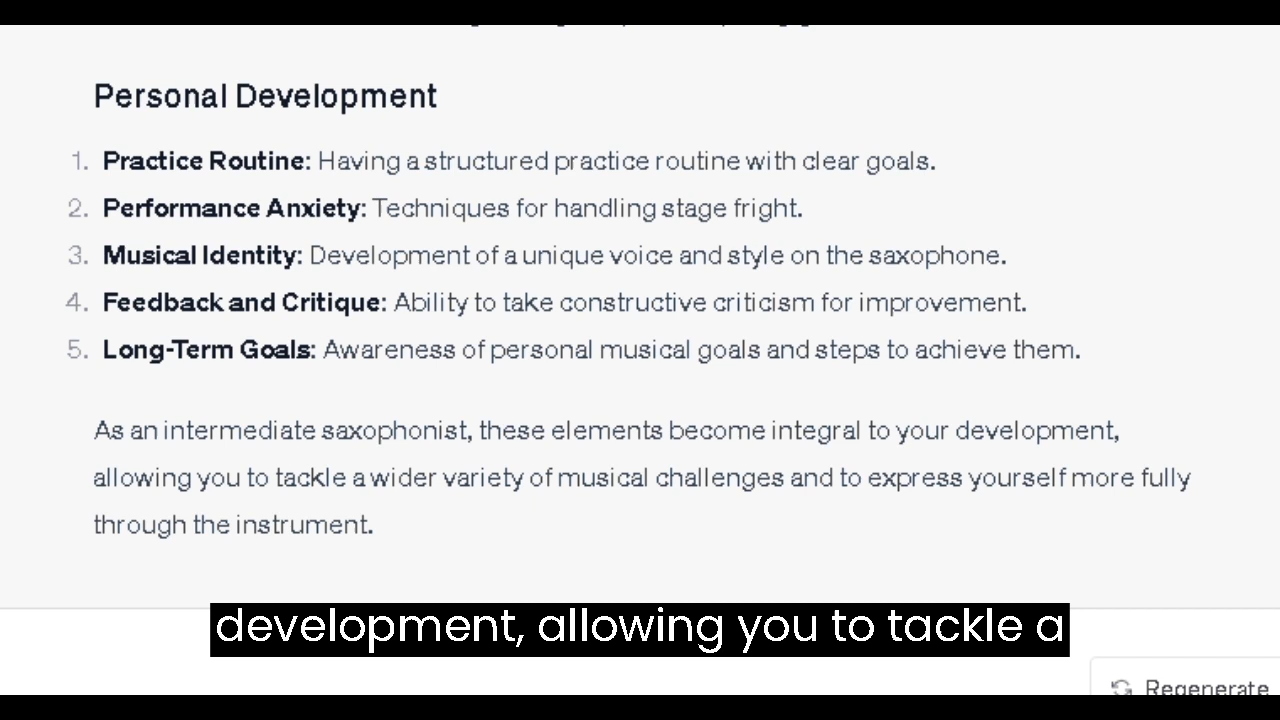 Personal Development
1. Practice Routine: Having a structured practice routine with clear goals.
2. Performance Anxiety: Techniques for handling stage fright.
3. Musical Identity: Development of a unique voice and style on the saxophone.
4. Feedback and Critique: Ability to take constructive criticism for improvement.
5. Long-Term Goals: Awareness of personal musical goals and steps to achieve them.
As an intermediate saxophonist, these elements become integral to your development,
allowing you to tackle a wider variety of musical challenges and to express yourself more fully
through the instrument.
development, allowing you to tackle a
Regenerate